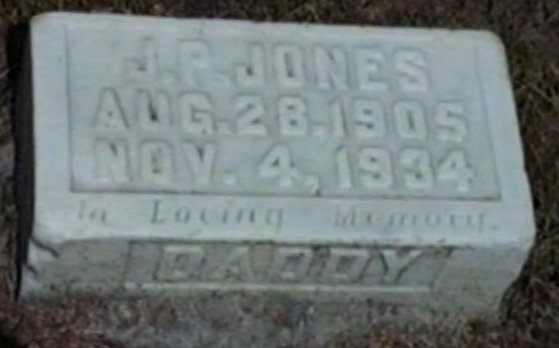 J.P. JONES
AUG. 28. 1905
NOV. 4, 1934
In Loving Memory.
DADDY